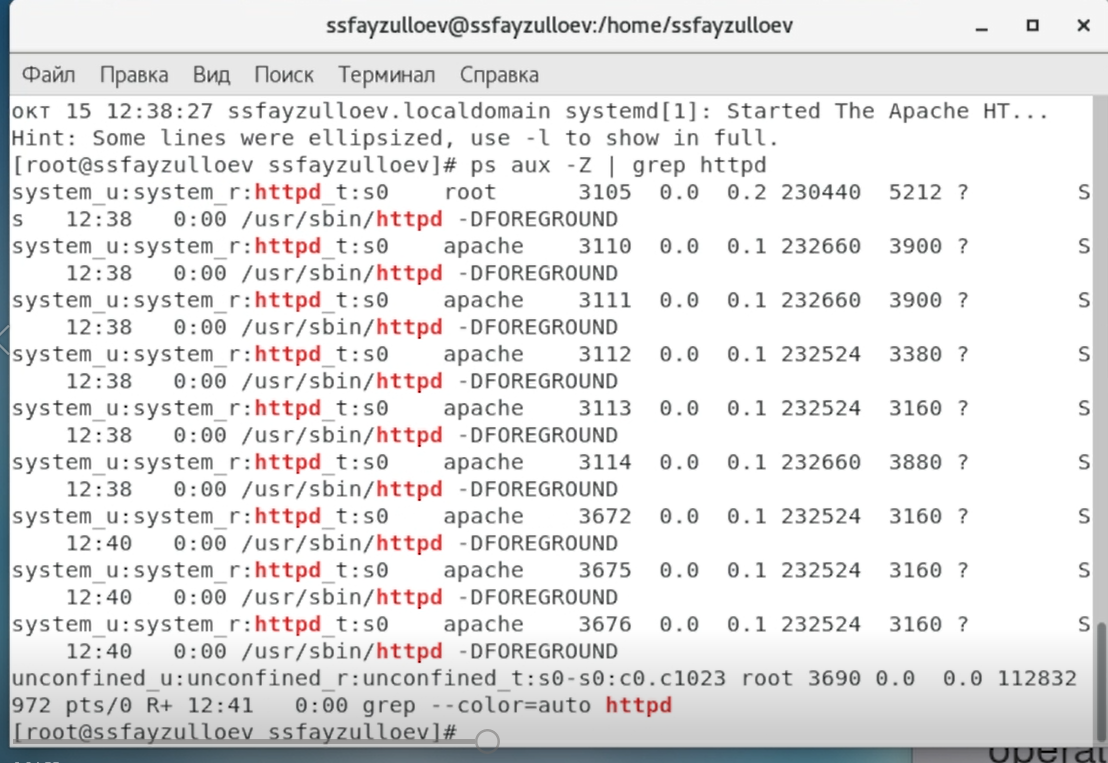 ssfayzulloev@ssfayzulloev:/home/ssfayzulloev
Файл Правка Вид Поиск Терминал Справка
окт 15 12:38:27 ssfayzulloev.localdomain systemd[1]: Started The Apache HT...
Hint: Some lines were ellipsized, use -l to show in full.
[root@ssfayzulloev ssfayzulloev]# ps aux -Z | grep httpd
system_u:system_r:httpd_t:s0    root      3105  0.0  0.2 230440  5212 ?        S
s   12:38   0:00 /usr/sbin/httpd -DFOREGROUND
system_u:system_r:httpd_t:s0    apache    3110  0.0  0.1 232660  3900 ?        S
    12:38   0:00 /usr/sbin/httpd -DFOREGROUND
system_u:system_r:httpd_t:s0    apache    3111  0.0  0.1 232660  3900 ?        S
    12:38   0:00 /usr/sbin/httpd -DFOREGROUND
system_u:system_r:httpd_t:s0    apache    3112  0.0  0.1 232524  3380 ?        S
    12:38   0:00 /usr/sbin/httpd -DFOREGROUND
system_u:system_r:httpd_t:s0    apache    3113  0.0  0.1 232524  3160 ?        S
    12:38   0:00 /usr/sbin/httpd -DFOREGROUND
system_u:system_r:httpd_t:s0    apache    3114  0.0  0.1 232660  3880 ?        S
    12:38   0:00 /usr/sbin/httpd -DFOREGROUND
system_u:system_r:httpd_t:s0    apache    3672  0.0  0.1 232524  3160 ?        S
    12:40   0:00 /usr/sbin/httpd -DFOREGROUND
system_u:system_r:httpd_t:s0    apache    3675  0.0  0.1 232524  3160 ?        S
    12:40   0:00 /usr/sbin/httpd -DFOREGROUND
system_u:system_r:httpd_t:s0    apache    3676  0.0  0.1 232524  3160 ?        S
    12:40   0:00 /usr/sbin/httpd -DFOREGROUND
unconfined_u:unconfined_r:unconfined_t:s0-s0:c0.c1023 root 3690 0.0  0.0 112832
972 pts/0 R+ 12:41   0:00 grep --color=auto httpd
[root@ssfayzulloev ssfayzulloev]#